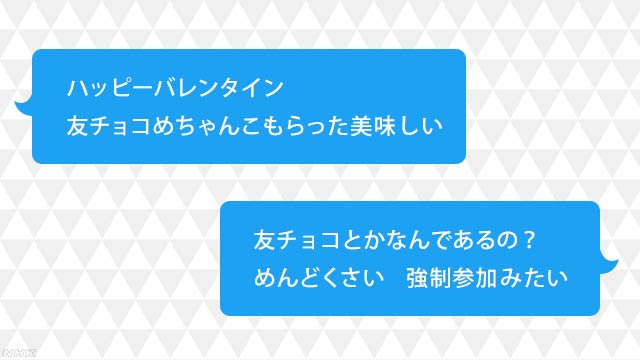 ハッピーバレンタイン
友チョコめちゃんこもらった美味しい
友チョコとかなんであるの？
めんどくさい　強制参加みたい
NHK